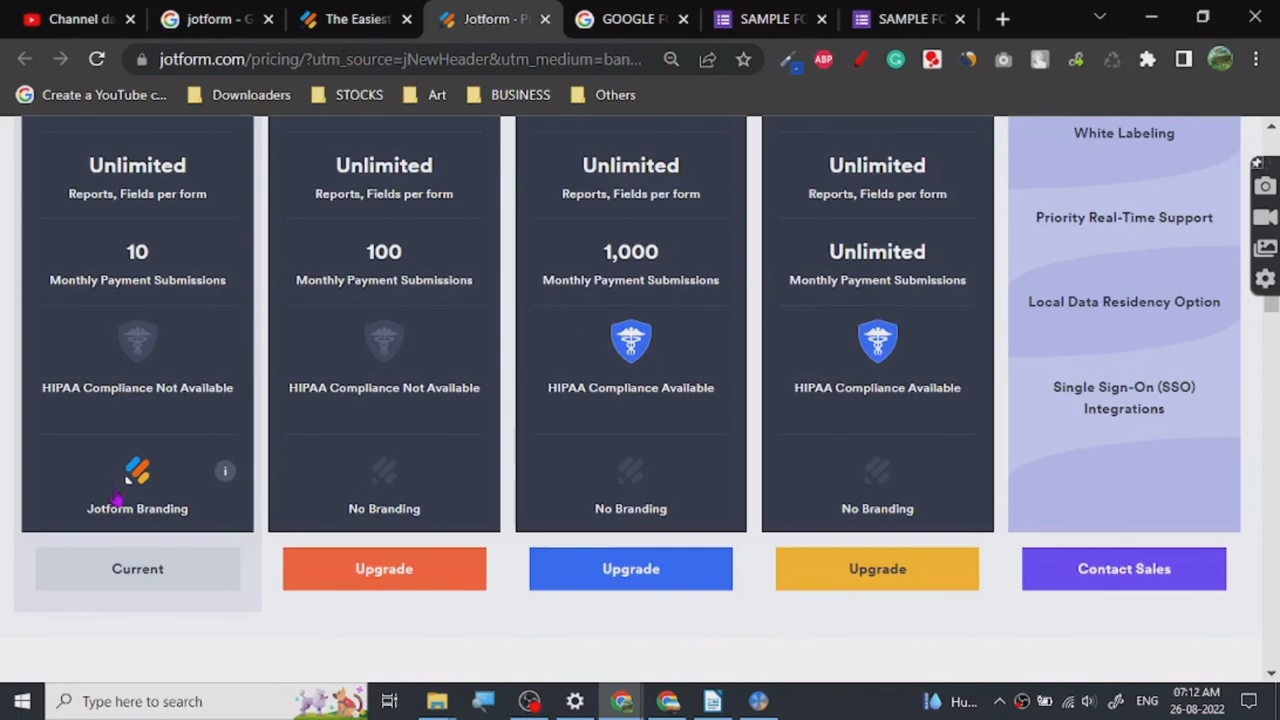 Channel da
jotform - G
The Easiest
Jotform · P
GOOGLE F
SAMPLE FC
SAMPLE FC
jotform.com/pricing/?utm_source=jNewHeader&utm_medium=ban...
ABP
Create a YouTube c...
Downloaders
STOCKS
Art
BUSINESS
Others
Unlimited
Reports, Fields per form
10
Monthly Payment Submissions
HIPAA Compliance Not Available
i
Jotform Branding
Current
Unlimited
Reports, Fields per form
100
Monthly Payment Submissions
HIPAA Compliance Not Available
No Branding
Upgrade
Unlimited
Reports, Fields per form
1,000
Monthly Payment Submissions
HIPAA Compliance Available
No Branding
Upgrade
Unlimited
Reports, Fields per form
Unlimited
Monthly Payment Submissions
HIPAA Compliance Available
No Branding
Upgrade
White Labeling
Priority Real-Time Support
Local Data Residency Option
Single Sign-On (SSO)
Integrations
Contact Sales
Type here to search
Hu...
ENG
07:12 AM
26-08-2022